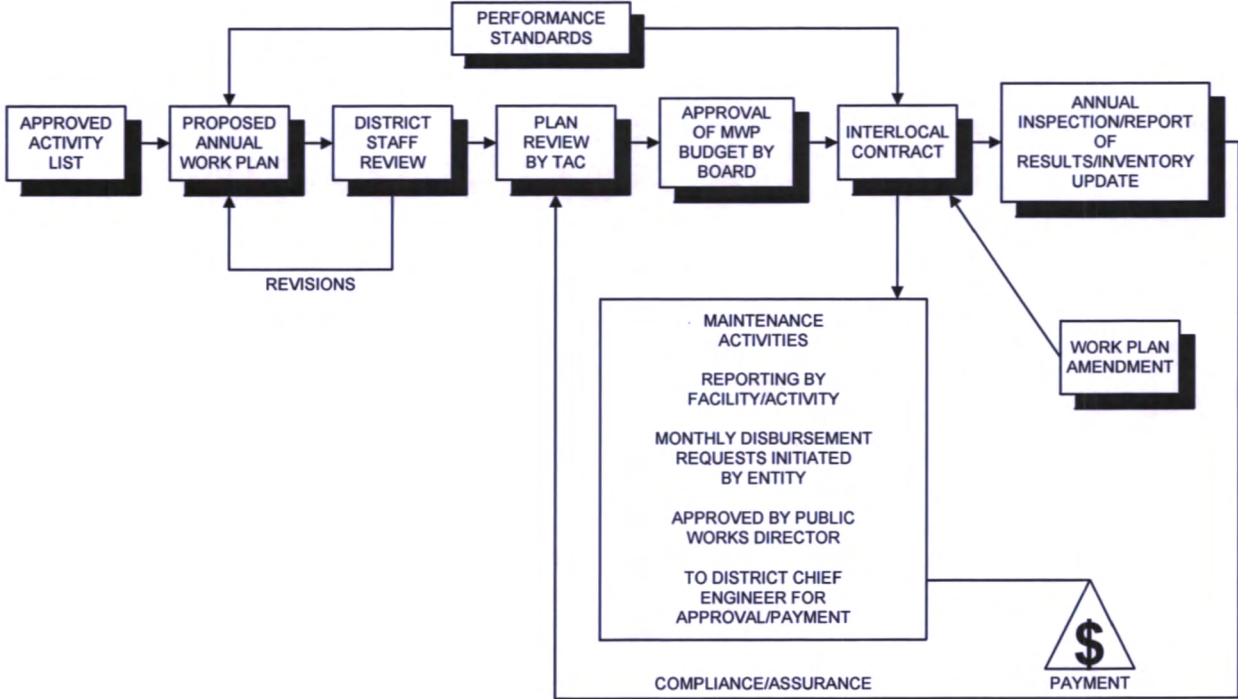 PERFORMANCE
STANDARDS
APPROVED
ACTIVITY
LIST
PROPOSED
ANNUAL
WORK PLAN
DISTRICT
STAFF
REVIEW
PLAN
REVIEW
BY TAC
APPROVAL
OF MWP
BUDGET BY
BOARD
INTERLOCAL
CONTRACT
ANNUAL
INSPECTION/REPORT
OF
RESULTS/INVENTORY
UPDATE
REVISIONS
MAINTENANCE
ACTIVITIES
REPORTING BY
FACILITY/ACTIVITY
MONTHLY DISBURSEMENT
REQUESTS INITIATED
BY ENTITY
APPROVED BY PUBLIC
WORKS DIRECTOR
TO DISTRICT CHIEF
ENGINEER FOR
APPROVAL/PAYMENT
WORK PLAN
AMENDMENT
$
PAYMENT
COMPLIANCE/ASSURANCE